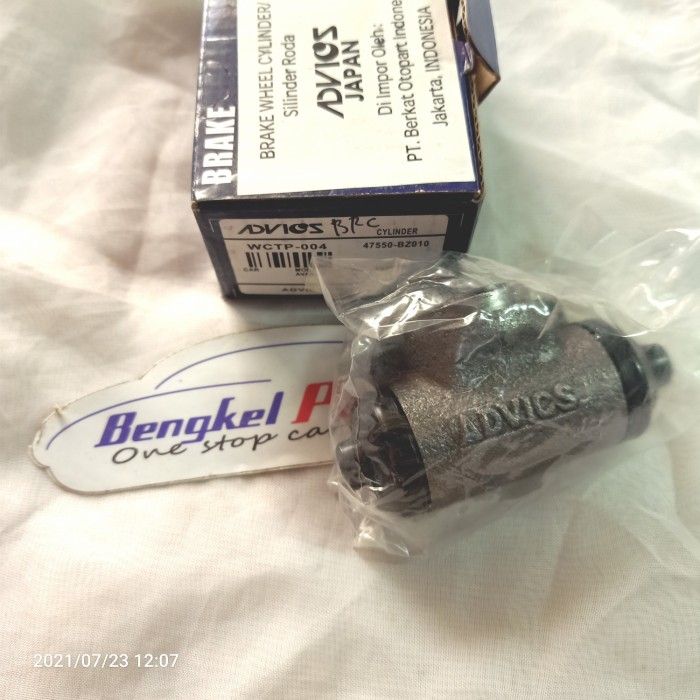 BRAKE
BRAKE WHEEL CYLINDER/
Silinder Roda
ADVICS
JAPAN
Di Impor Oleh:
PT. Berkat Otopart Indone
Jakarta, INDONESIA
ADVICS BRC CYLINDER
WCTP-004 47550-BZ010
CAR
Bengkel P
One stop ca
ADVICS
2021/07/23 12:07